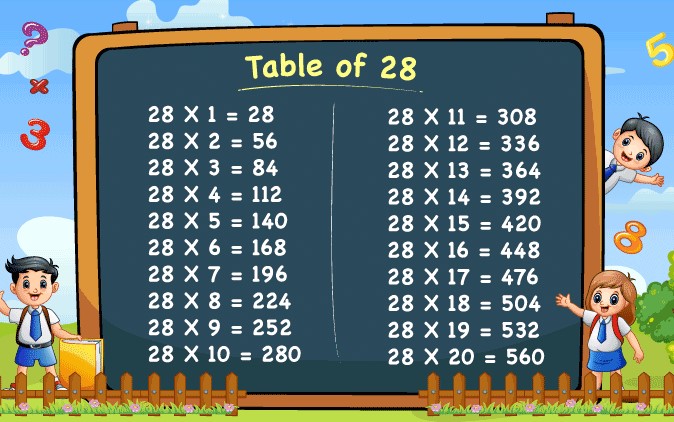 Table of 28
28 X 1 = 28
28 X 2 = 56
28 X 3 = 84
28 X 4 = 112
28 X 5 = 140
28 X 6 = 168
28 X 7 = 196
28 X 8 = 224
28 X 9 = 252
28 X 10 = 280
28 X 11 = 308
28 X 12 = 336
28 X 13 = 364
28 X 14 = 392
28 X 15 = 420
28 X 16 = 448
28 X 17 = 476
28 X 18 = 504
28 X 19 = 532
28 X 20 = 560
?
x
3
5
8